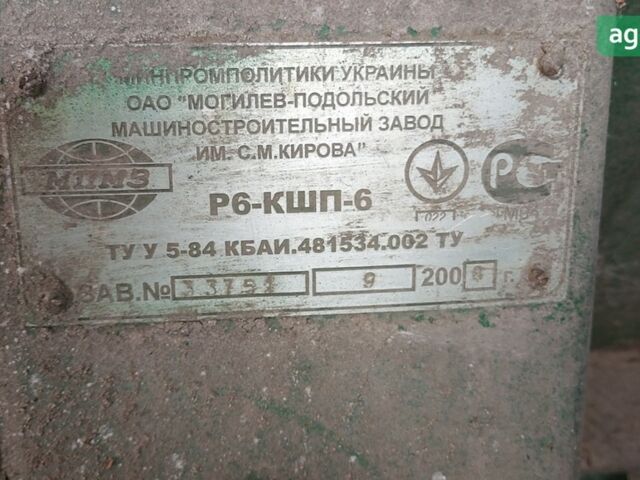 МИНПРОМПОЛИТИКИ УКРАИНЫ
ОАО "МОГИЛЕВ-ПОДОЛЬСКИЙ
МАШИНОСТРОИТЕЛЬНЫЙ ЗАВОД
ИМ. С.М.КИРОВА"
Р6-КШП-6
ТУ У 5-84 КБАИ.481534.002 ТУ
ЗАВ.№ 9 200 г.
ag